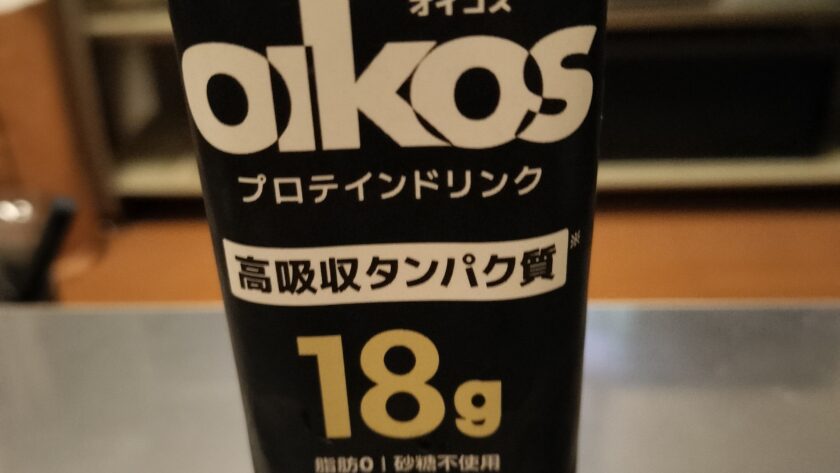 オイコス
oikos
プロテインドリンク
高吸収タンパク質※
18g
脂肪0 | 砂糖不使用